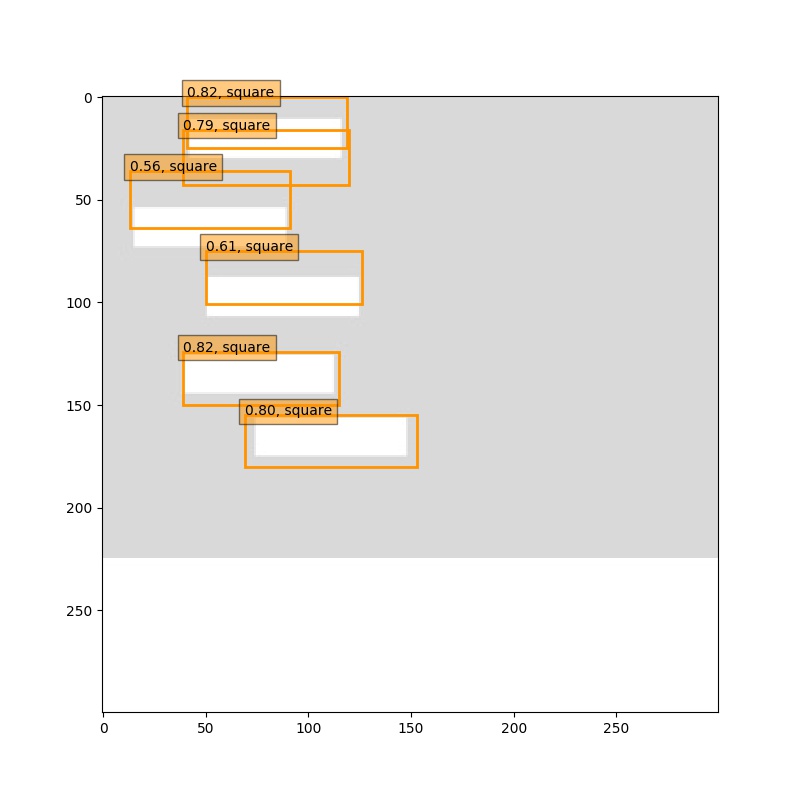 0.82, square
0
0.79, square
0.56, square
50
0.61, square
100
0.82, square
150
0.80, square
200
250
0 50 100 150 200 250